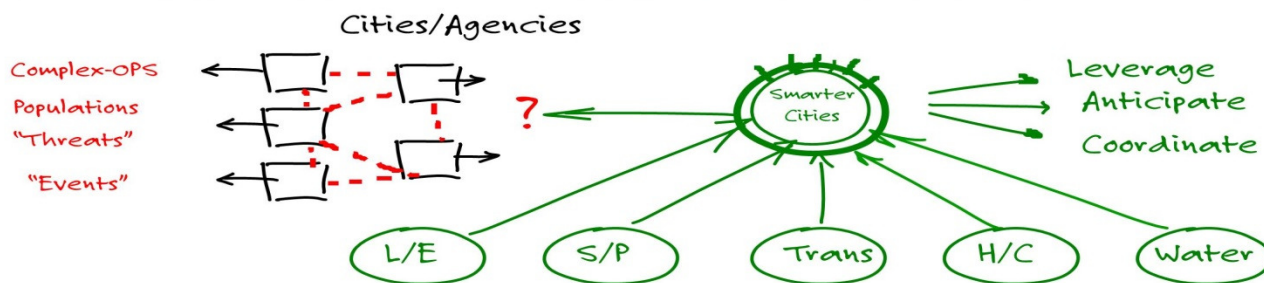 Cities/Agencies
Complex-OPS
Populations
"Threats"
"Events"
?
Smarter
Cities
Leverage
Anticipate
Coordinate
L/E
S/P
Trans
H/C
Water